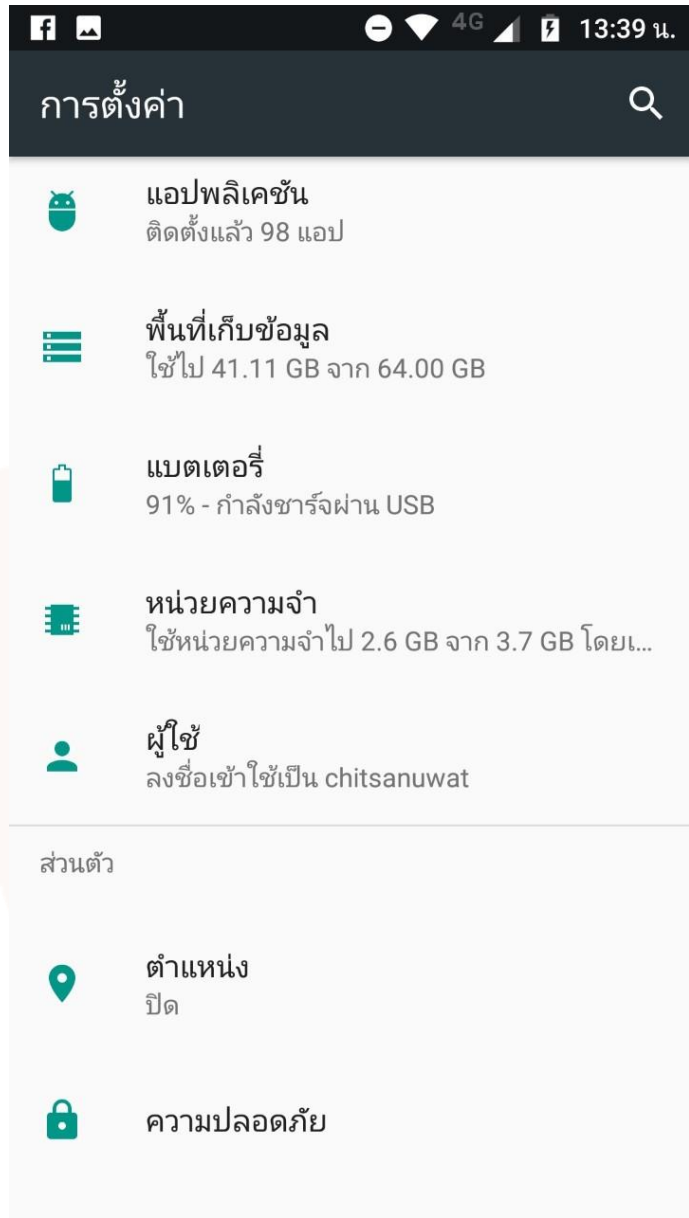 4G 13:39 น.
การตั้งค่า
แอปพลิเคชัน
ติดตั้งแล้ว 98 แอป
พื้นที่เก็บข้อมูล
ใช้ไป 41.11 GB จาก 64.00 GB
แบตเตอรี่
91% - กำลังชาร์จผ่าน USB
หน่วยความจำ
ใช้หน่วยความจำไป 2.6 GB จาก 3.7 GB โดยเ...
ผู้ใช้
ลงชื่อเข้าใช้เป็น chitsanuwat
ส่วนตัว
ตำแหน่ง
ปิด
ความปลอดภัย